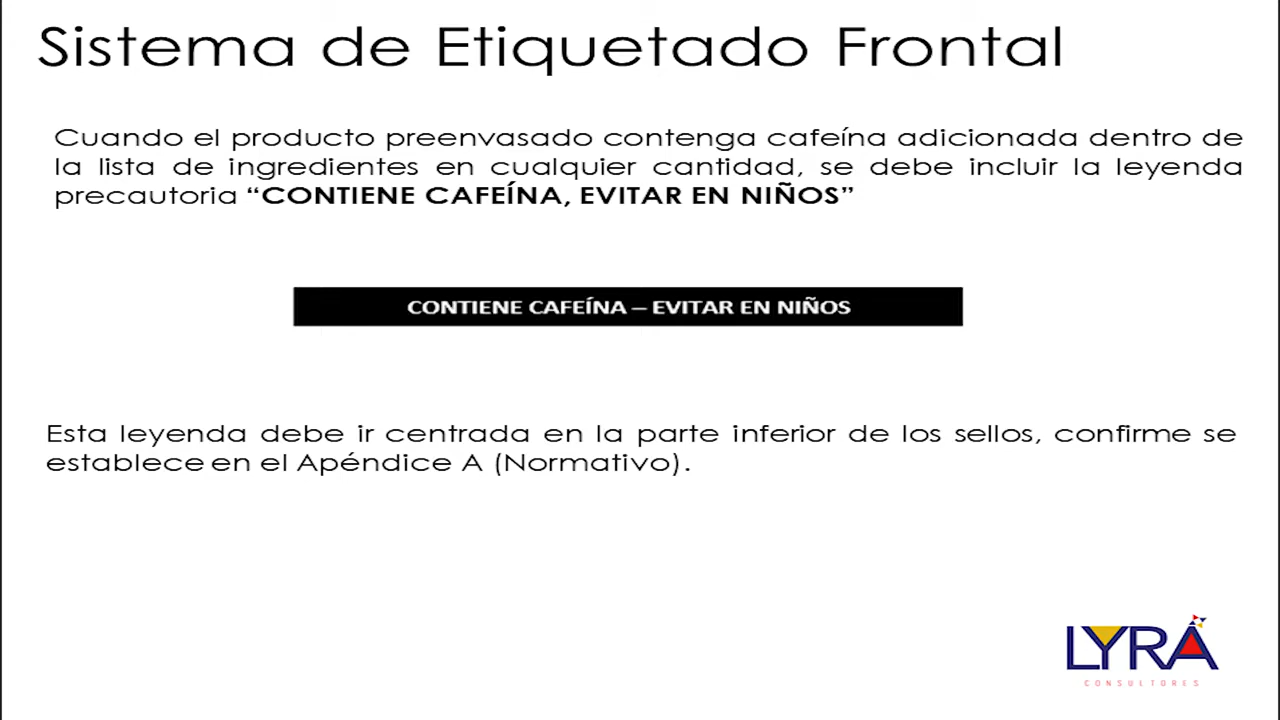 Sistema de Etiquetado Frontal
Cuando el producto preenvasado contenga cafeína adicionada dentro de
la lista de ingredientes en cualquier cantidad, se debe incluir la leyenda
precautoria “CONTIENE CAFEÍNA, EVITAR EN NIÑOS”
CONTIENE CAFEÍNA – EVITAR EN NIÑOS
Esta leyenda debe ir centrada en la parte inferior de los sellos, confirme se
establece en el Apéndice A (Normativo).
LYRA
CONSULTORES